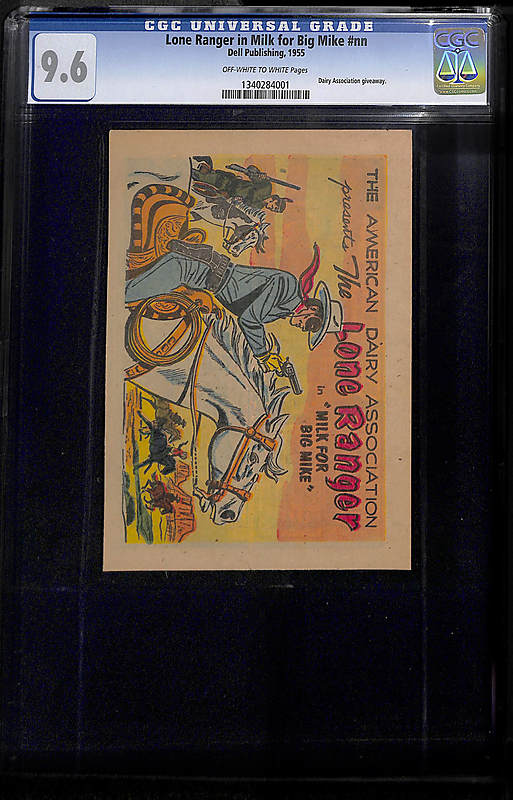 CGC UNIVERSAL GRADE
9.6
Lone Ranger in Milk for Big Mike #nn
Dell Publishing, 1955
OFF-WHITE TO WHITE Pages
Dairy Association giveaway.
1340284001
CGC
THE AMERICAN DAIRY ASSOCIATION
presents The
Lone Ranger
in "MILK FOR
BIG MIKE"